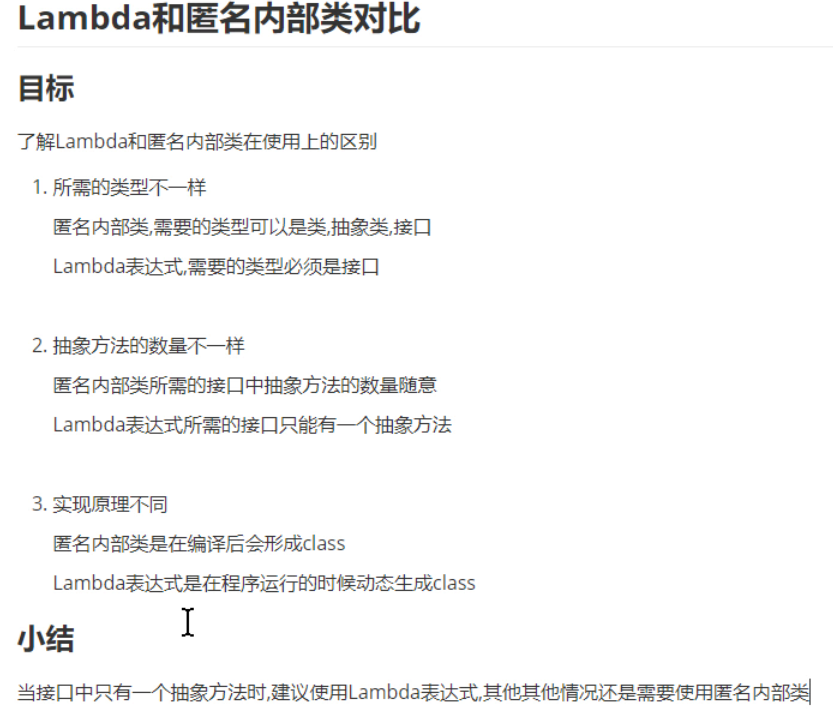 Lambda和匿名内部类对比
目标
了解Lambda和匿名内部类在使用上的区别
1. 所需的类型不一样
匿名内部类,需要的类型可以是类,抽象类,接口
Lambda表达式,需要的类型必须是接口
2. 抽象方法的数量不一样
匿名内部类所需的接口中抽象方法的数量随意
Lambda表达式所需的接口只能有一个抽象方法
3. 实现原理不同
匿名内部类是在编译后会形成class
Lambda表达式是在程序运行的时候动态生成class
小结
当接口中只有一个抽象方法时,建议使用Lambda表达式,其他其他情况还是需要使用匿名内部类